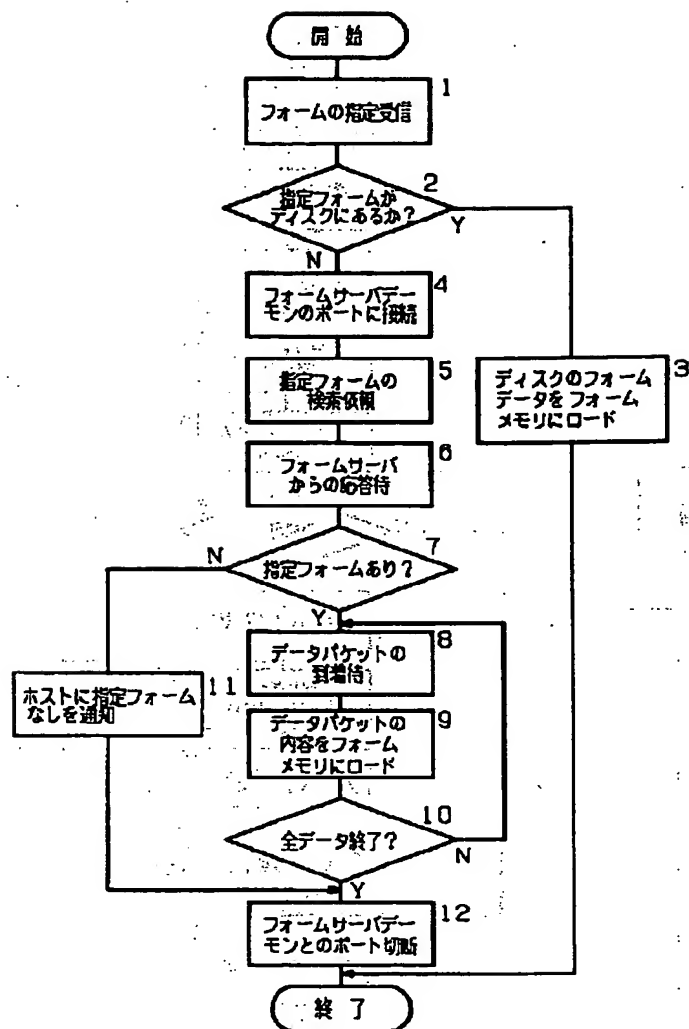 開始
フォームの指定受信
1
指定フォームが
ディスクにあるか?
2
Y
N
フォームサーバデー
モンのポートに接続
4
指定フォームの
検索依頼
5
ディスクのフォーム
データをフォーム
メモリにロード
3
フォームサーバ
からの応答待
6
指定フォームあり?
7
N
Y
データパケットの
到着待
8
ホストに指定フォーム
なしを通知
11
データパケットの
内容をフォーム
メモリにロード
9
全データ終了?
10
N
Y
フォームサーバデー
モンとのポート切断
12
終了